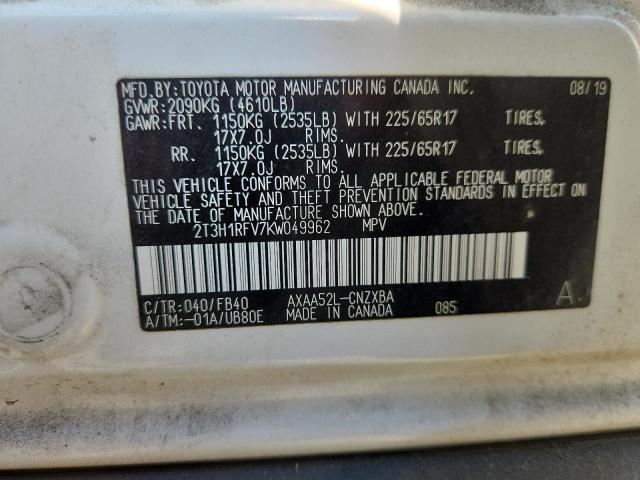 MFD.BY:TOYOTA MOTOR MANUFACTURING CANADA INC. 08/19
GVWR:2090KG (4610LB)
GAWR:FRT. 1150KG (2535LB) WITH 225/65R17 TIRES,
17X7.0J RIMS.
RR. 1150KG (2535LB) WITH 225/65R17 TIRES,
17X7.0J RIMS.
THIS VEHICLE CONFORMS TO ALL APPLICABLE FEDERAL MOTOR
VEHICLE SAFETY AND THEFT PREVENTION STANDARDS IN EFFECT ON
THE DATE OF MANUFACTURE SHOWN ABOVE.
2T3H1RFV7KW049962 MPV
C/TR:040/FB40 AXAA52L-CNZXBA A
A/TM:-01A/UB80E MADE IN CANADA 085